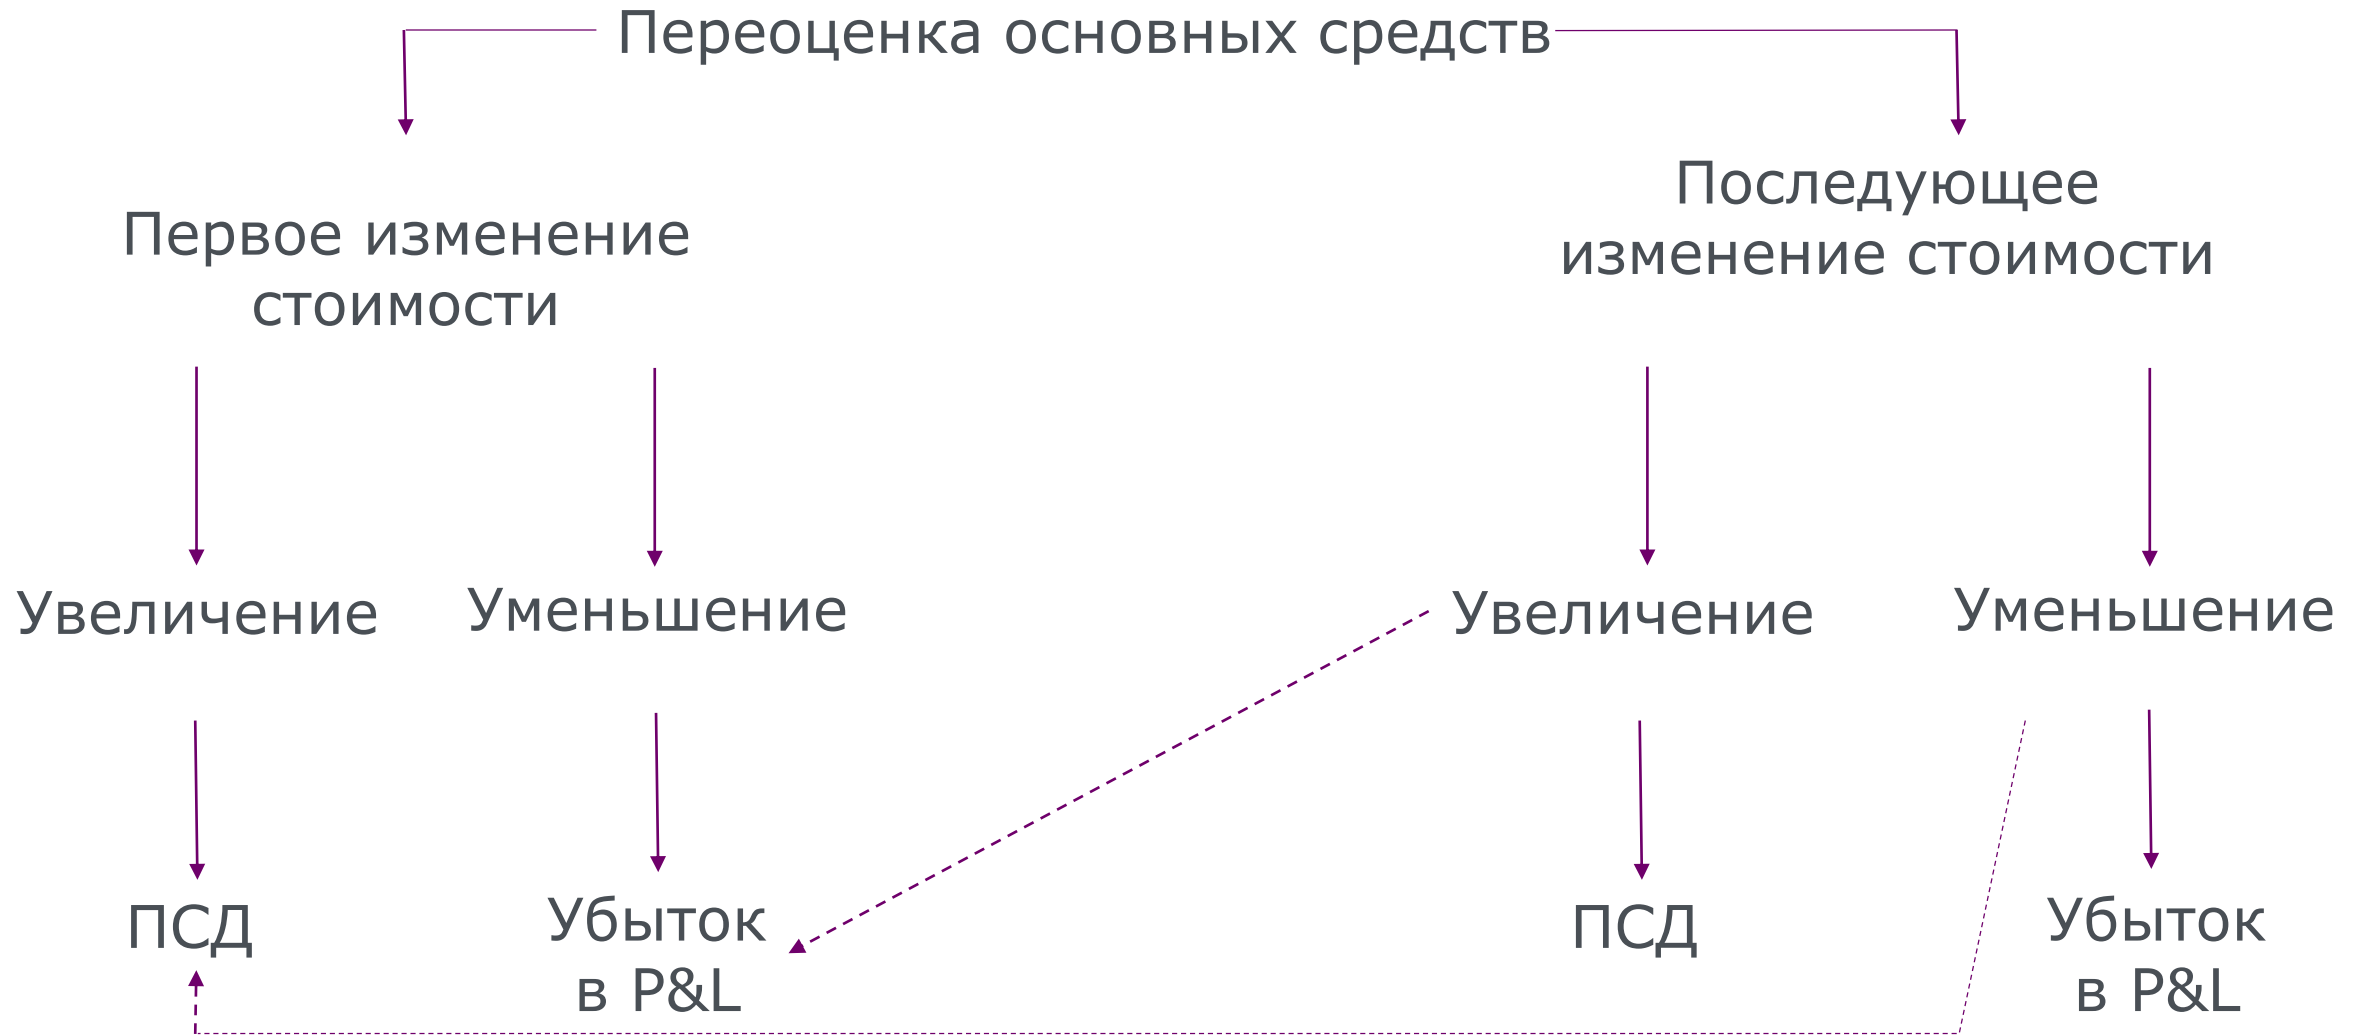 Переоценка основных средств
Первое изменение
стоимости
Последующее
изменение стоимости
Увеличение
Уменьшение
Увеличение
Уменьшение
ПСД
Убыток
в P&L
ПСД
Убыток
в P&L